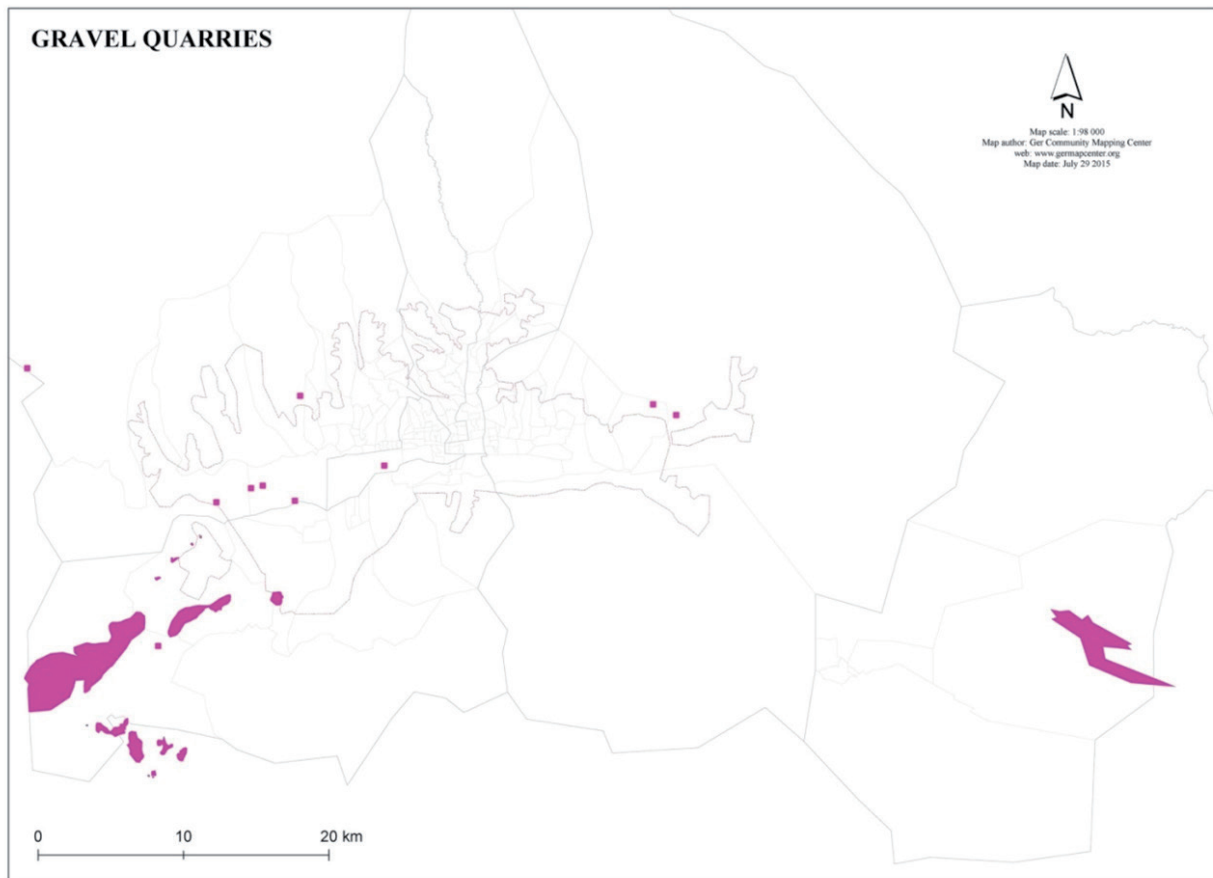 GRAVEL QUARRIES
N
Map scale: 1:98 000
Map author: Ger Community Mapping Center
web: www.germapcenter.org
Map date: July 29 2015
0 10 20 km